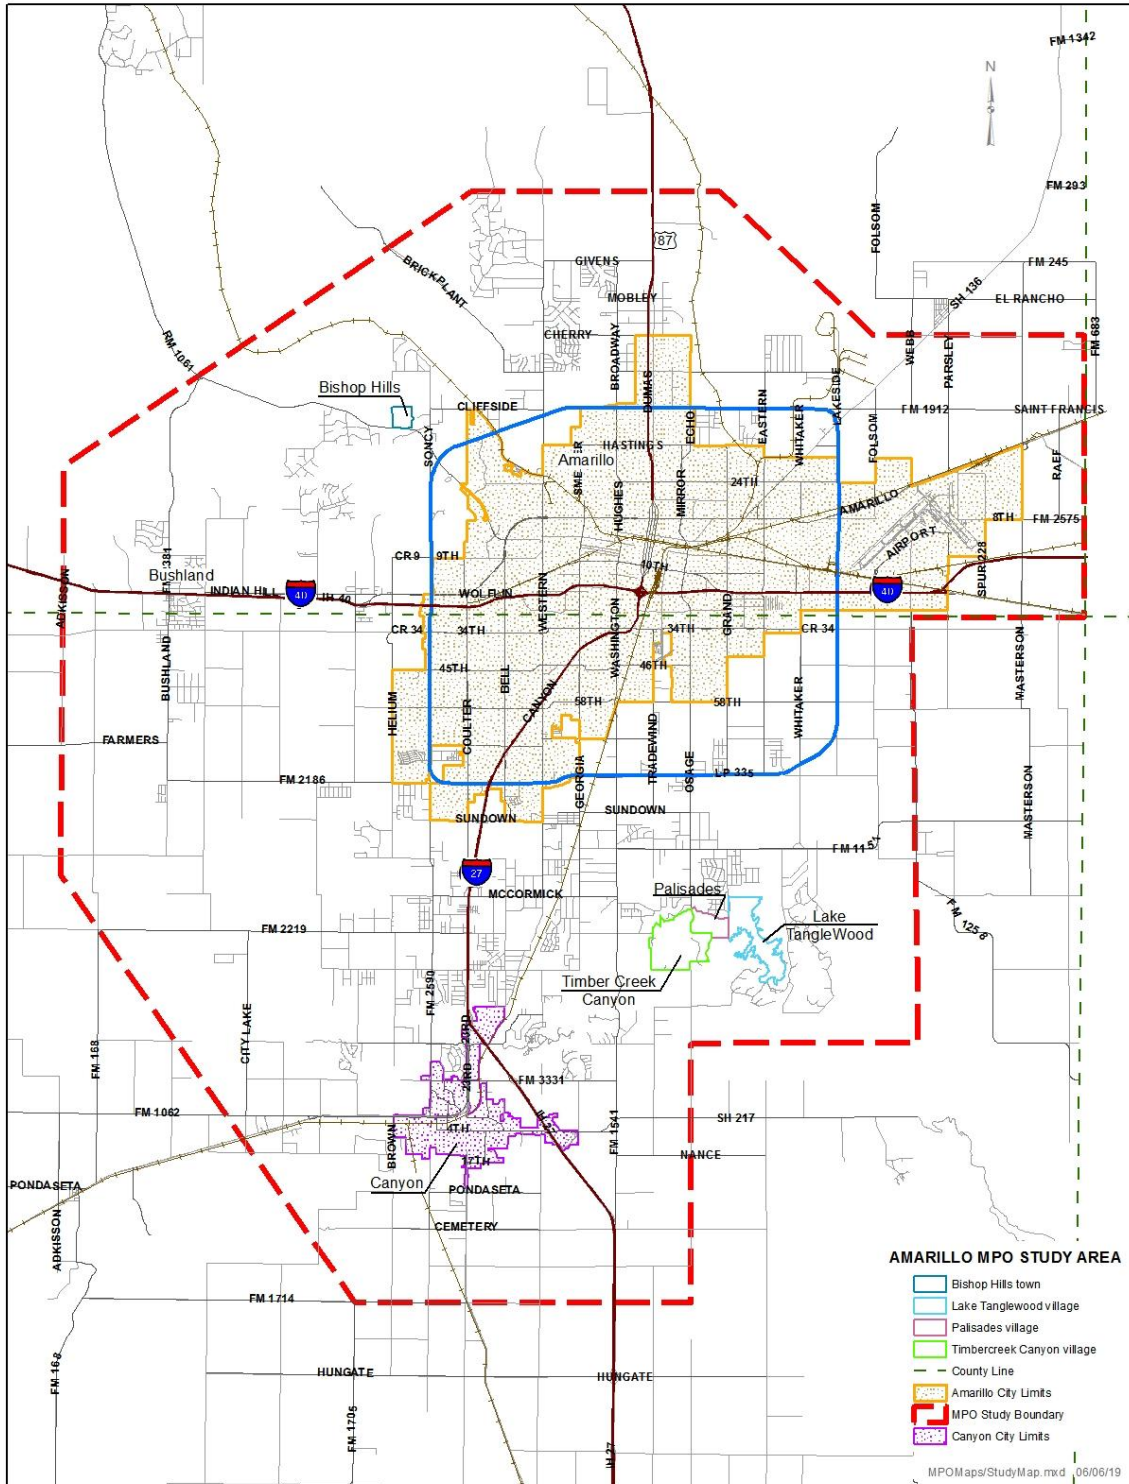 FM 1342
N
S
FM 293
FOLSOM
87
GIVENS
FM 245
BRICKPLANT
SH 136
MOBLEY
EL RANCHO
CHERRY
BROADWAY
WEBB
PARSLEY
FM 683
RM 1061
Bishop Hills
DUMAS
LAKESIDE
CLIFFSIDE
EASTERN
FM 1912
SAINT FRANCIS
SONCY
ECHO
WHITAKER
FOLSOM
HASTINGS
Amarillo
RAEF
24TH
HUGHES
MIRROR
AMARILLO
8TH
FM 2575
AIRPORT
CR 9
9TH
10TH
Bushland
SPUR 228
INDIAN HILL
40
IH 40
WOLFLIN
WESTERN
40
ADKISSON
CR 34
34TH
WASHINGTON
34TH
GRAND
CR 34
BUSHLAND
45TH
BELL
46TH
MASTERSON
HELIUM
COULTER
CANYON
58TH
58TH
WHITAKER
FARMERS
TRADEWIND
FM 2186
GEORGIA
OSAGE
LP 335
MASTERSON
SUNDOWN
SUNDOWN
FM 1151
27
MCCORMICK
Palisades
Lake
TangleWood
FM 1258
FM 2219
Timber Creek
Canyon
FM 2590
CITY LAKE
23RD
FM 168
23RD
FM 3331
FM 1062
IH 27
FM 1541
SH 217
4TH
BROWN
17TH
NANCE
Canyon
PONDASETA
PONDASETA
CEMETERY
ADKISSON
FM 1714
HUNGATE
HUNGATE
FM 168
FM 1705
IH 27
AMARILLO MPO STUDY AREA
Bishop Hills town
Lake Tanglewood village
Palisades village
Timbercreek Canyon village
County Line
Amarillo City Limits
MPO Study Boundary
Canyon City Limits
MPOMaps/StudyMap.mxd 06/06/19